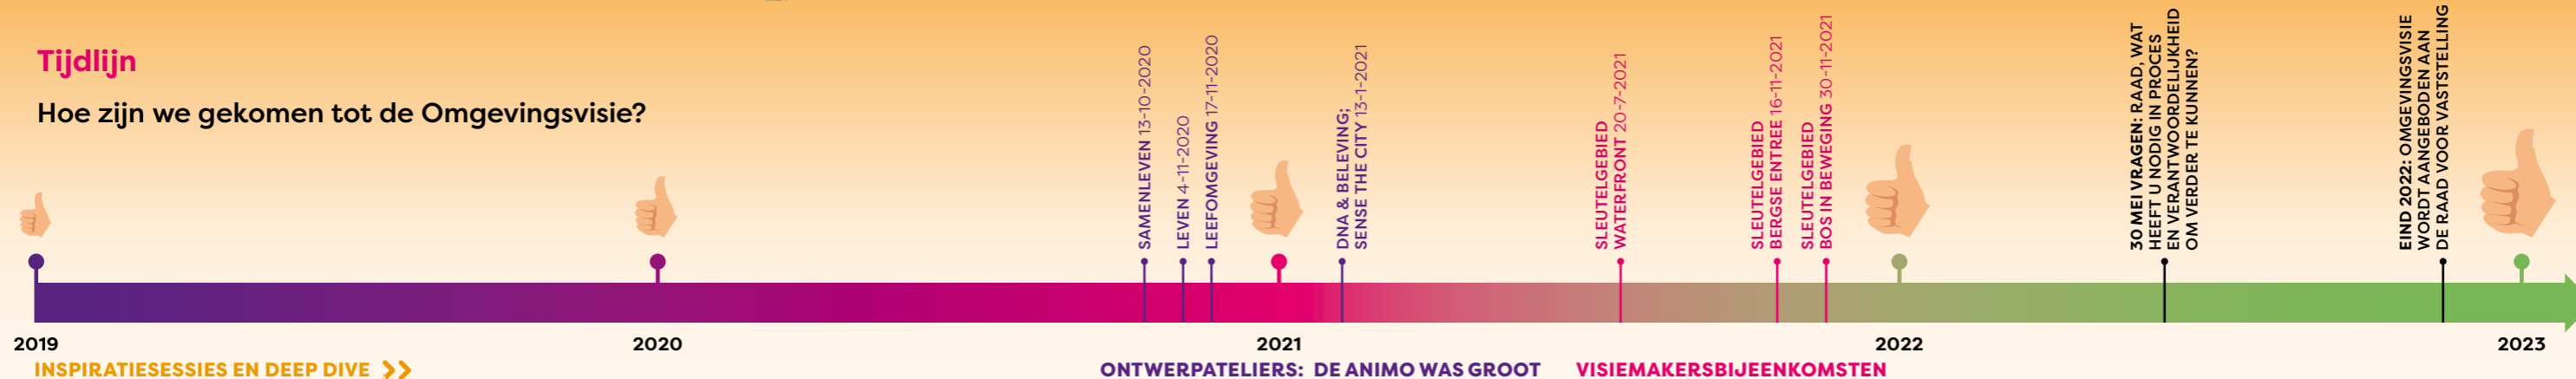 Tijdlijn
Hoe zijn we gekomen tot de Omgevingsvisie?
SAMENLEVEN 13-10-2020
LEVEN 4-11-2020
LEEFOMGEVING 17-11-2020
DNA & BELEVING;
SENSE THE CITY 13-1-2021
SLEUTELGEBIED
WATERFRONT 20-7-2021
SLEUTELGEBIED
BERGSE ENTREE 16-11-2021
SLEUTELGEBIED
BOS IN BEWEGING 30-11-2021
30 MEI VRAGEN: RAAD, WAT
HEEFT U NODIG IN PROCES
EN VERANTWOORDELIJKHEID
OM VERDER TE KUNNEN?
EIND 2022: OMGEVINGSVISIE
WORDT AANGEBODEN AAN
DE RAAD VOOR VASTSTELLING
2019
2020
2021
2022
2023
INSPIRATIESESSIES EN DEEP DIVE
ONTWERPATELIERS: DE ANIMO WAS GROOT
VISIEMAKERSBIJEENKOMSTEN